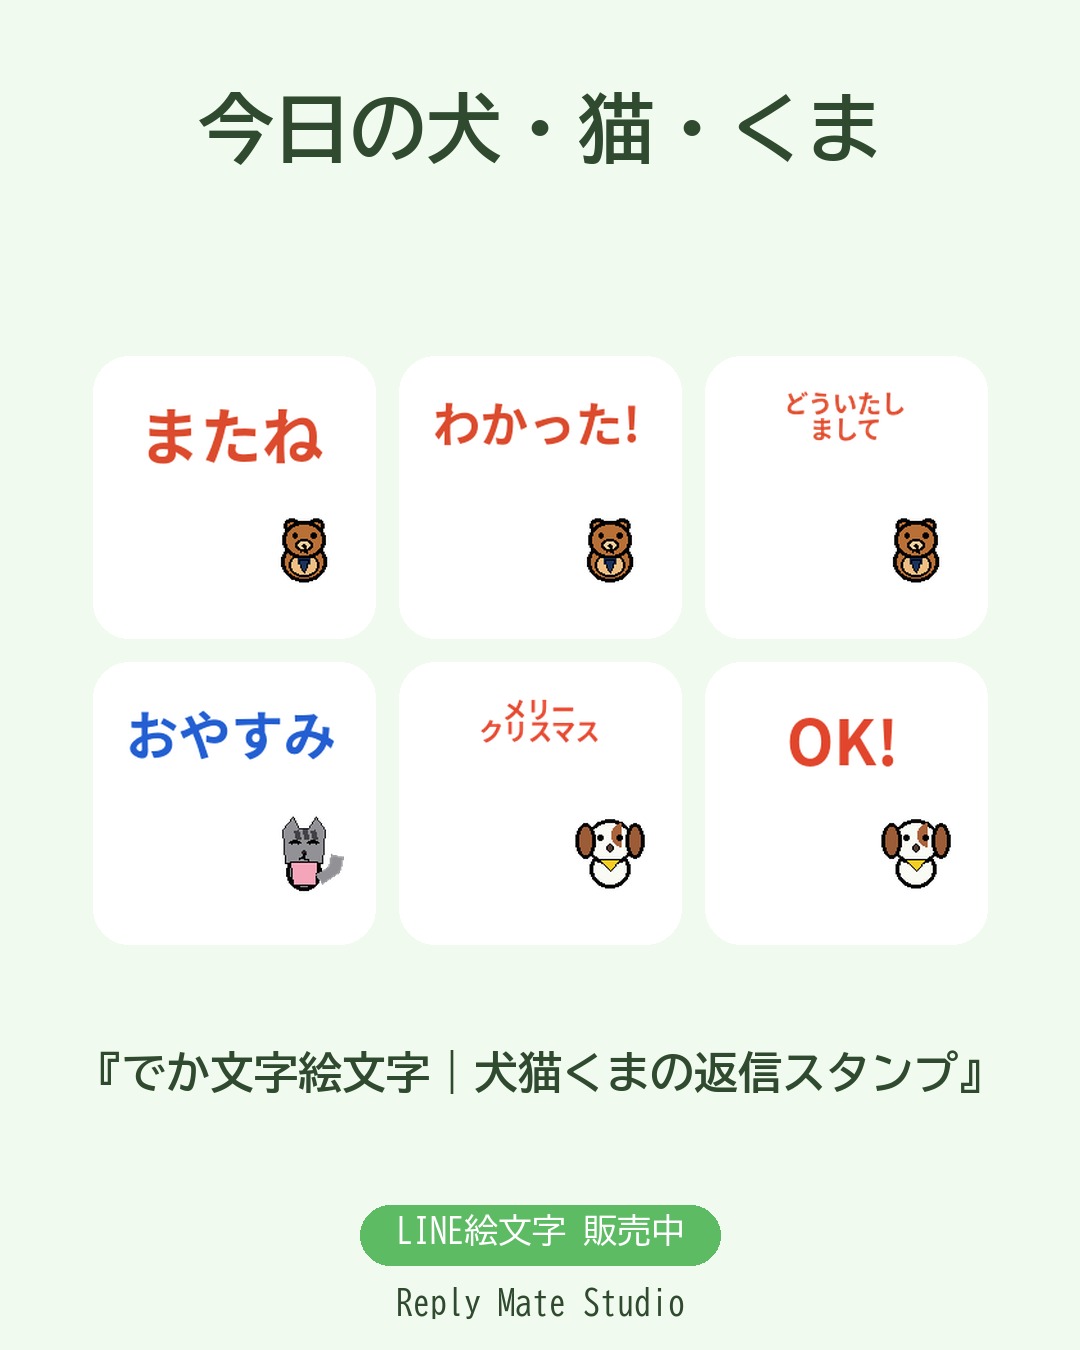 今日の犬・猫・くま
またね
わかった!
どういたし
まして
おやすみ
メリー
クリスマス
OK!
『でか文字絵文字｜犬猫くまの返信スタンプ』
LINE絵文字 販売中
Reply Mate Studio